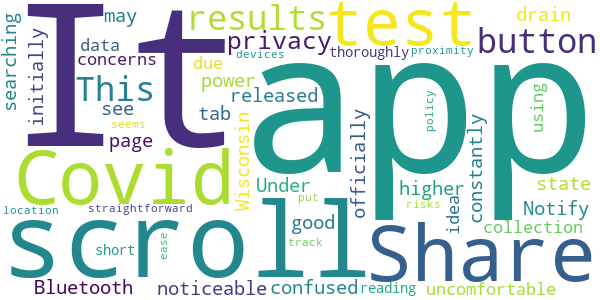 may test drain
searching initially results button
data privacy
concerns due devices thoroughly proximity
This see power released
tab
It app
page Wisconsin officially policy using
Covid Under higher constantly state
seems put idea Notify
location straightforward risks
scroll good Share collection
short ease track
Bluetooth noticeable confused reading uncomfortable